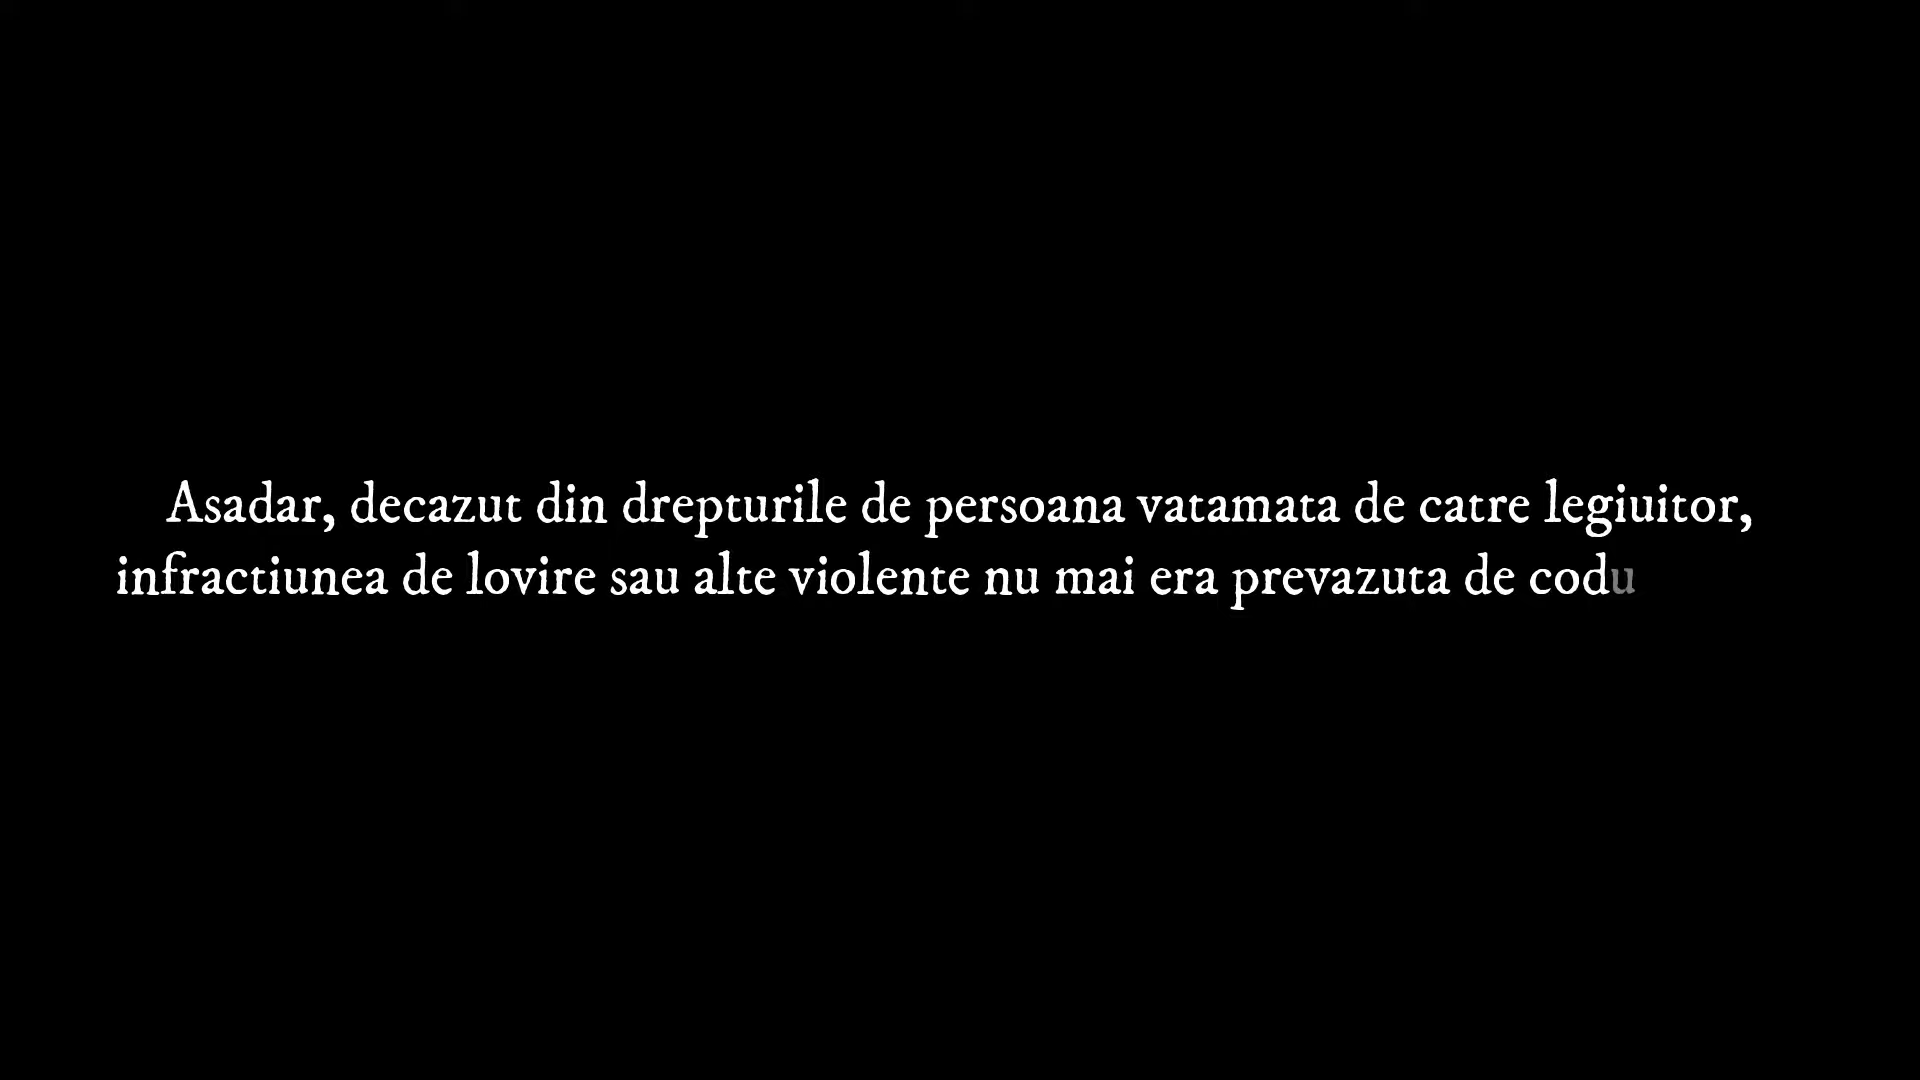 Asadar, decazut din drepturile de persoana vatamata de catre legiuitor,
infractiunea de lovire sau alte violente nu mai era prevazuta de codu